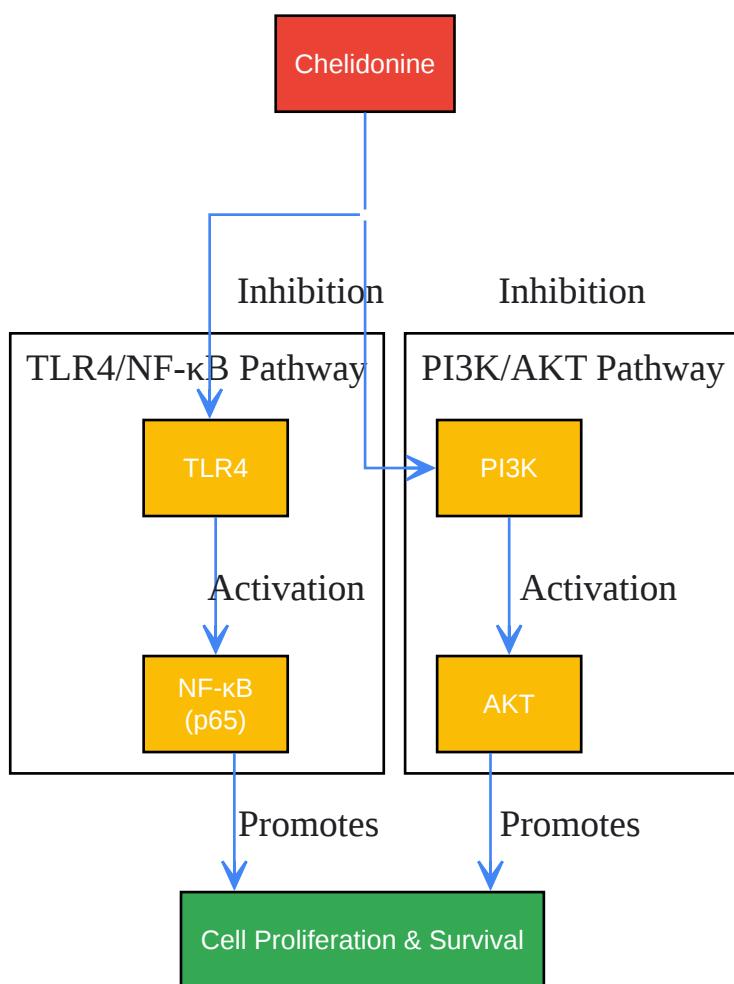 Chelidonine
Inhibition
Inhibition
TLR4/NF-κB Pathway
PI3K/AKT Pathway
TLR4
PI3K
Activation
Activation
NF-κB
(p65)
AKT
Promotes
Promotes
Cell Proliferation & Survival